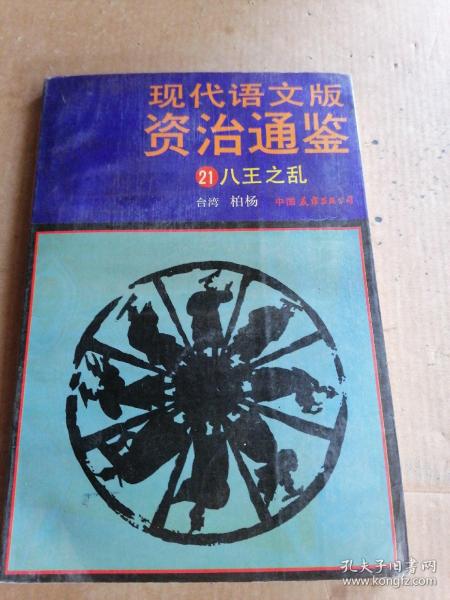 现代语文版
资治通鉴
21 八王之乱
台湾 柏杨 中国友谊出版公司
孔夫子旧书网
www.kongfz.com